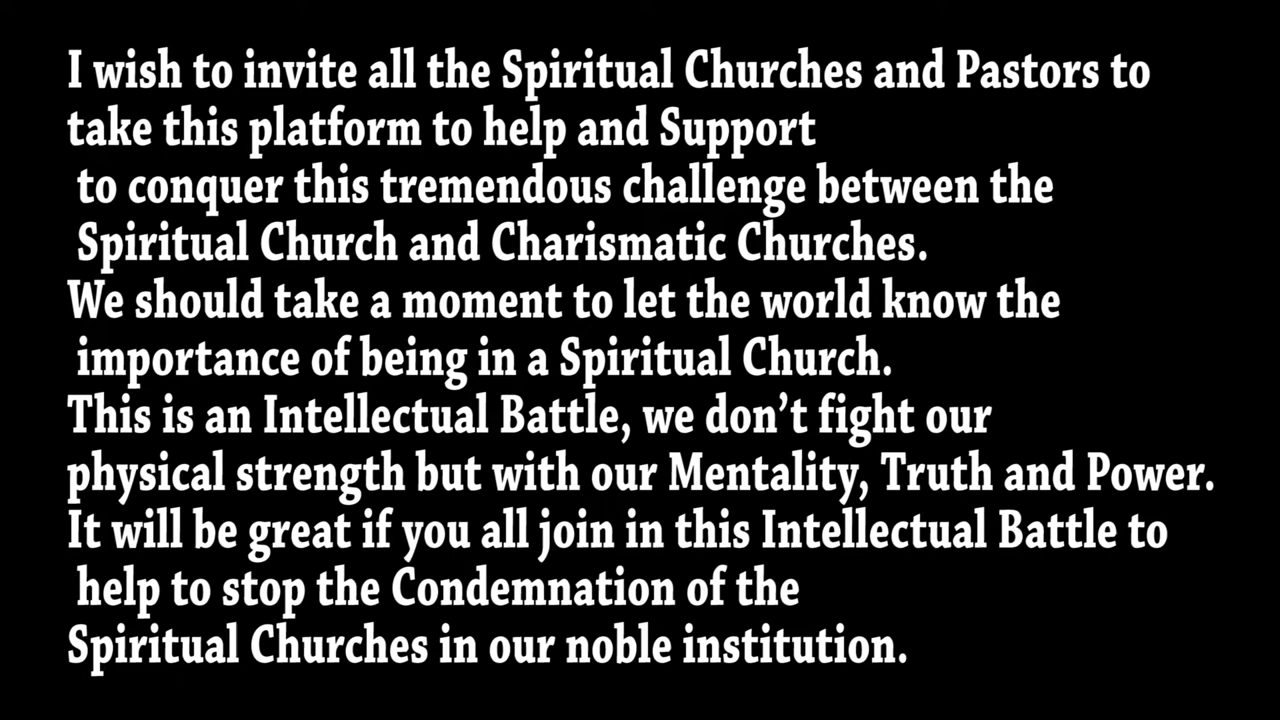 I wish to invite all the Spiritual Churches and Pastors to
take this platform to help and Support
to conquer this tremendous challenge between the
Spiritual Church and Charismatic Churches.
We should take a moment to let the world know the
importance of being in a Spiritual Church.
This is an Intellectual Battle, we don’t fight our
physical strength but with our Mentality, Truth and Power.
It will be great if you all join in this Intellectual Battle to
help to stop the Condemnation of the
Spiritual Churches in our noble institution.